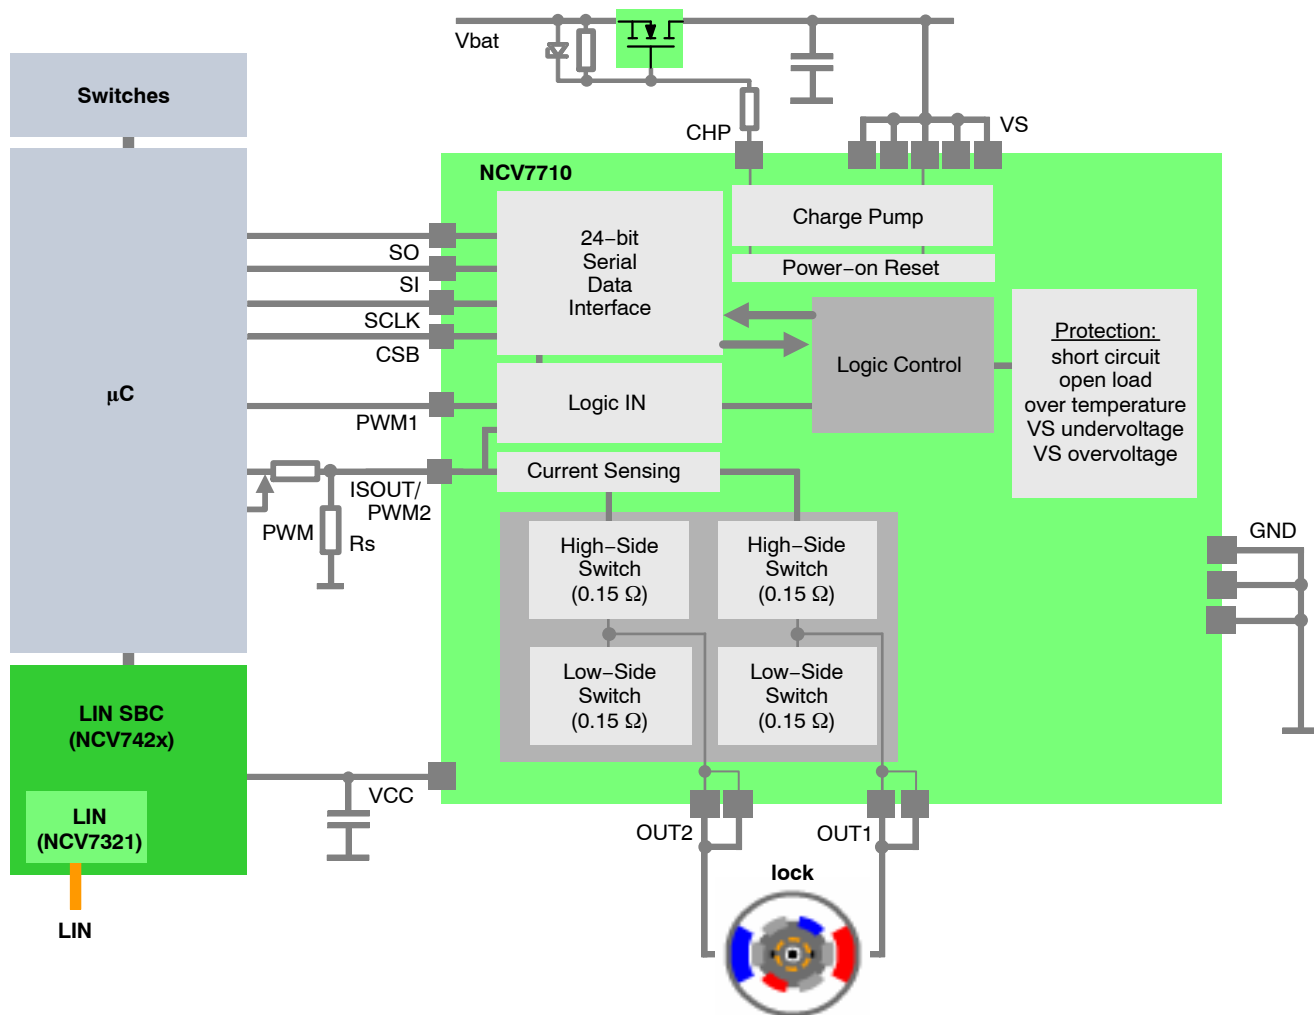 Vbat
Switches
CHP
VS
NCV7710
Charge Pump
24−bit
Serial
Data
Interface
SO
SI
SCLK
CSB
Power−on Reset
Logic Control
Protection:
short circuit
open load
over temperature
VS undervoltage
VS overvoltage
μC
Logic IN
PWM1
Current Sensing
ISOUT/
PWM2
PWM
Rs
High−Side
Switch
(0.15 Ω)
High−Side
Switch
(0.15 Ω)
GND
Low−Side
Switch
(0.15 Ω)
Low−Side
Switch
(0.15 Ω)
LIN SBC
(NCV742x)
VCC
LIN
(NCV7321)
OUT2
OUT1
lock
LIN